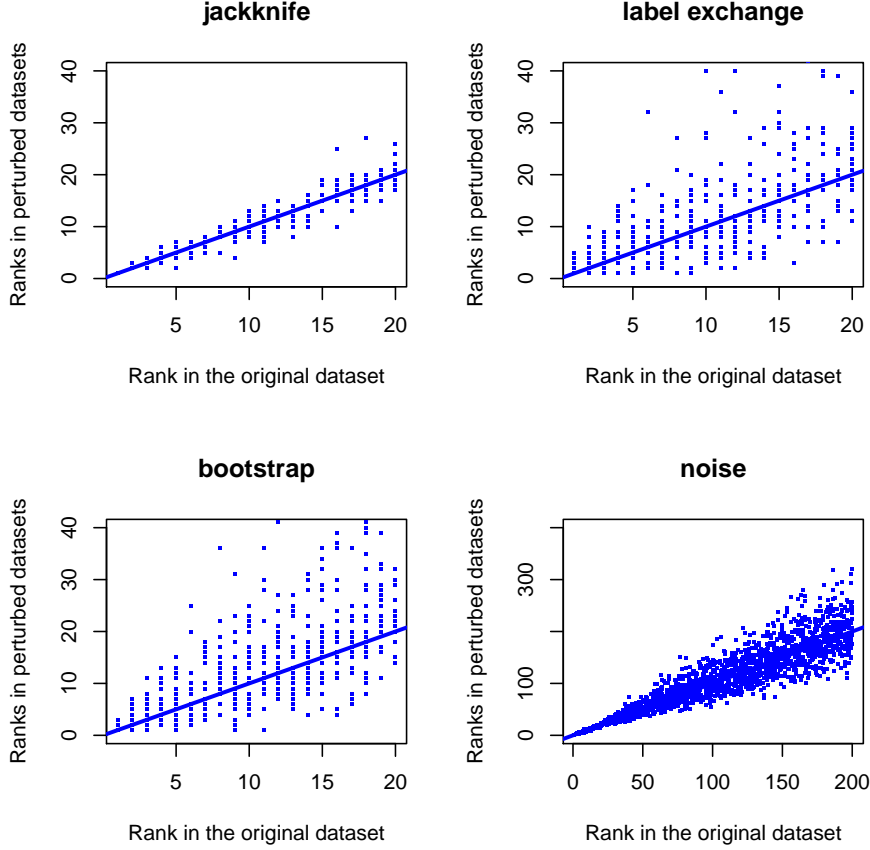 jackknife
Ranks in perturbed datasets
0
10
20
30
40
5
10
15
20
Rank in the original dataset
label exchange
Ranks in perturbed datasets
0
10
20
30
40
5
10
15
20
Rank in the original dataset
bootstrap
Ranks in perturbed datasets
0
10
20
30
40
5
10
15
20
Rank in the original dataset
noise
Ranks in perturbed datasets
0
100
300
0
50
100
150
200
Rank in the original dataset